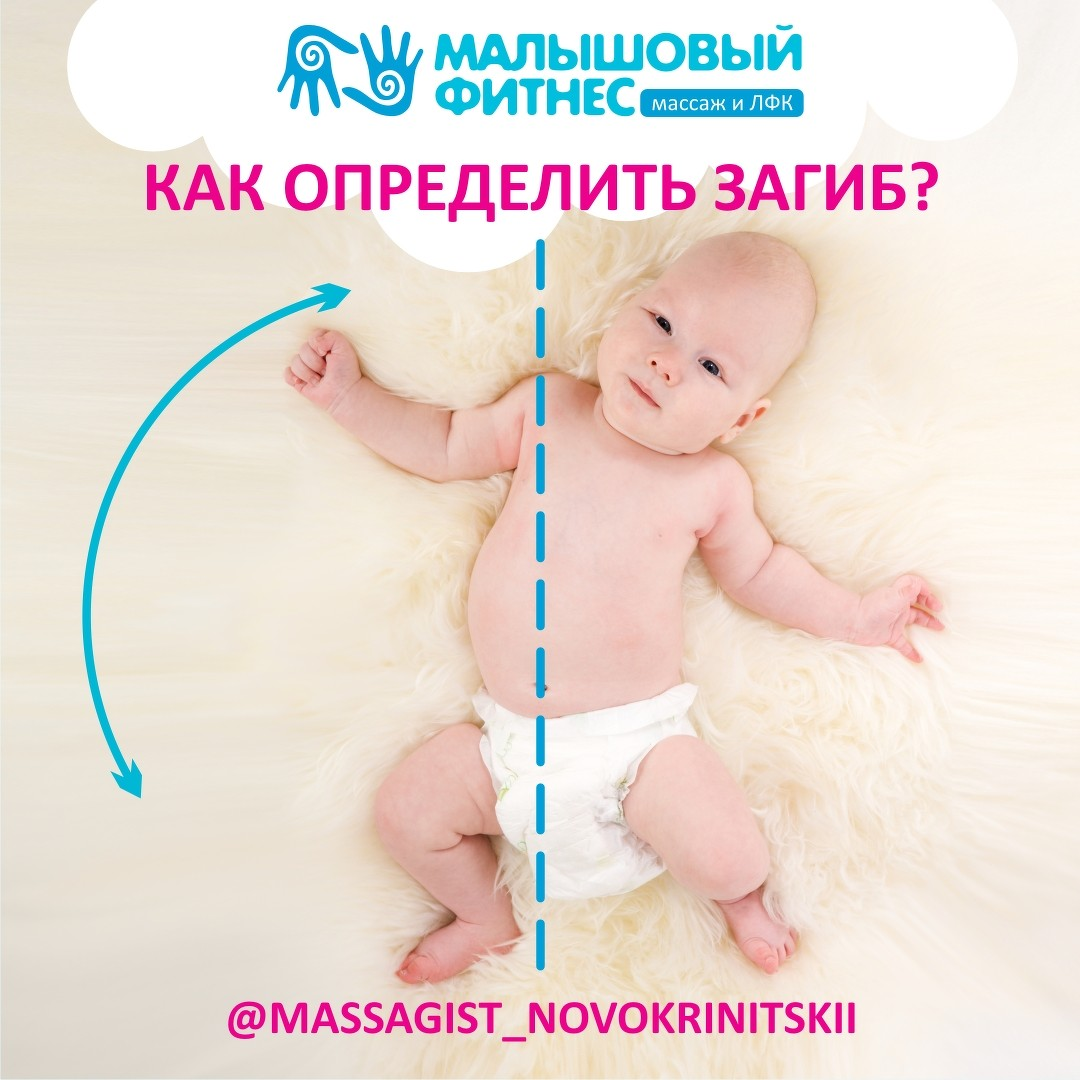 МАЛЫШОВЫЙ
ФИТНЕС
массаж и ЛФК
КАК ОПРЕДЕЛИТЬ ЗАГИБ?
@MASSAGIST_NOVOKRINITSKII